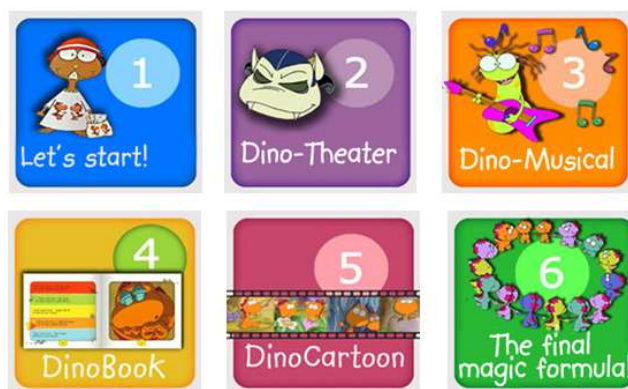 1
Let's start!
2
Dino-Theater
3
Dino-Musical
4
DinoBook
5
DinoCartoon
6
The final
magic formula!